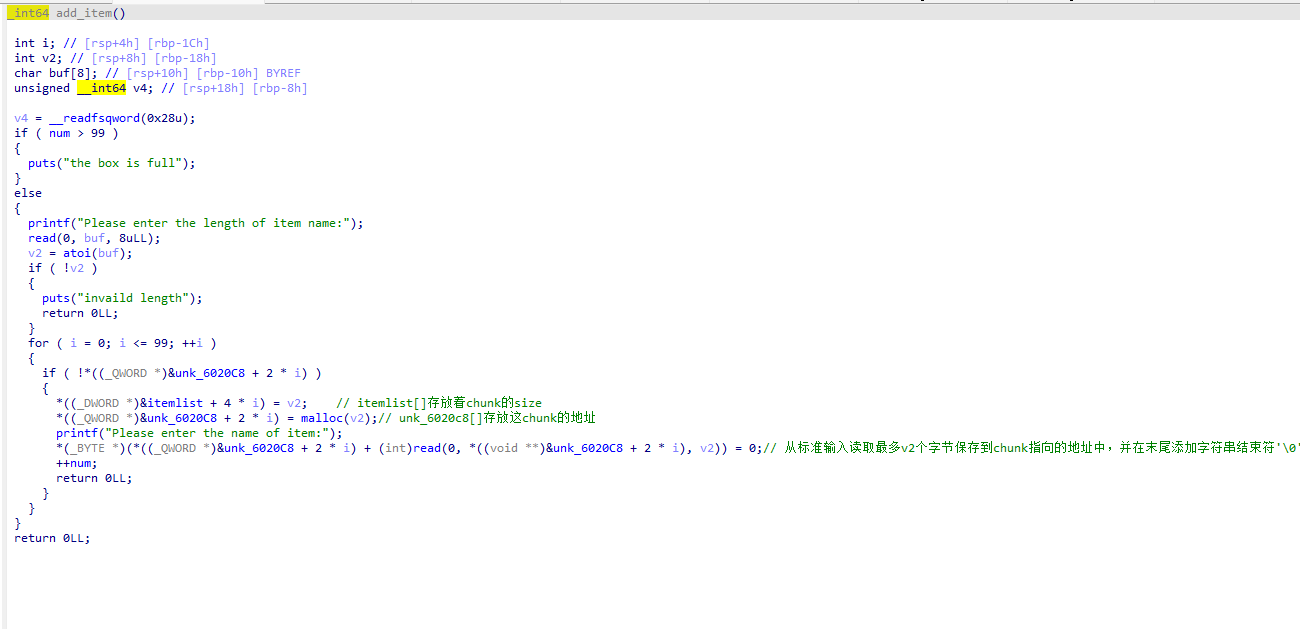 __int64 add_item()
int i; // [rsp+4h] [rbp-1Ch]
int v2; // [rsp+8h] [rbp-18h]
char buf[8]; // [rsp+10h] [rbp-10h] BYREF
unsigned __int64 v4; // [rsp+18h] [rbp-8h]
v4 = __readfsqword(0x28u);
if ( num > 99 )
{
puts("the box is full");
}
else
{
printf("Please enter the length of item name:");
read(0, buf, 8uLL);
v2 = atoi(buf);
if ( !v2 )
{
puts("invaild length");
return 0LL;
}
for ( i = 0; i <= 99; ++i )
{
if ( !*((_QWORD *)&unk_6020C8 + 2 * i) )
{
*((_DWORD *)&itemlist + 4 * i) = v2; // itemlist[]存放着chunk的size
*((_QWORD *)&unk_6020C8 + 2 * i) = malloc(v2);// unk_6020c8[]存放这chunk的地址
printf("Please enter the name of item:");
*(_BYTE *)(*((_QWORD *)&unk_6020C8 + 2 * i) + (int)read(0, *((void **)&unk_6020C8 + 2 * i), v2)) = 0;// 从标准输入读取最多v2个字节保存到chunk指向的地址中，并在末尾添加字符串结束符'\0'
++num;
return 0LL;
}
}
}
return 0LL;